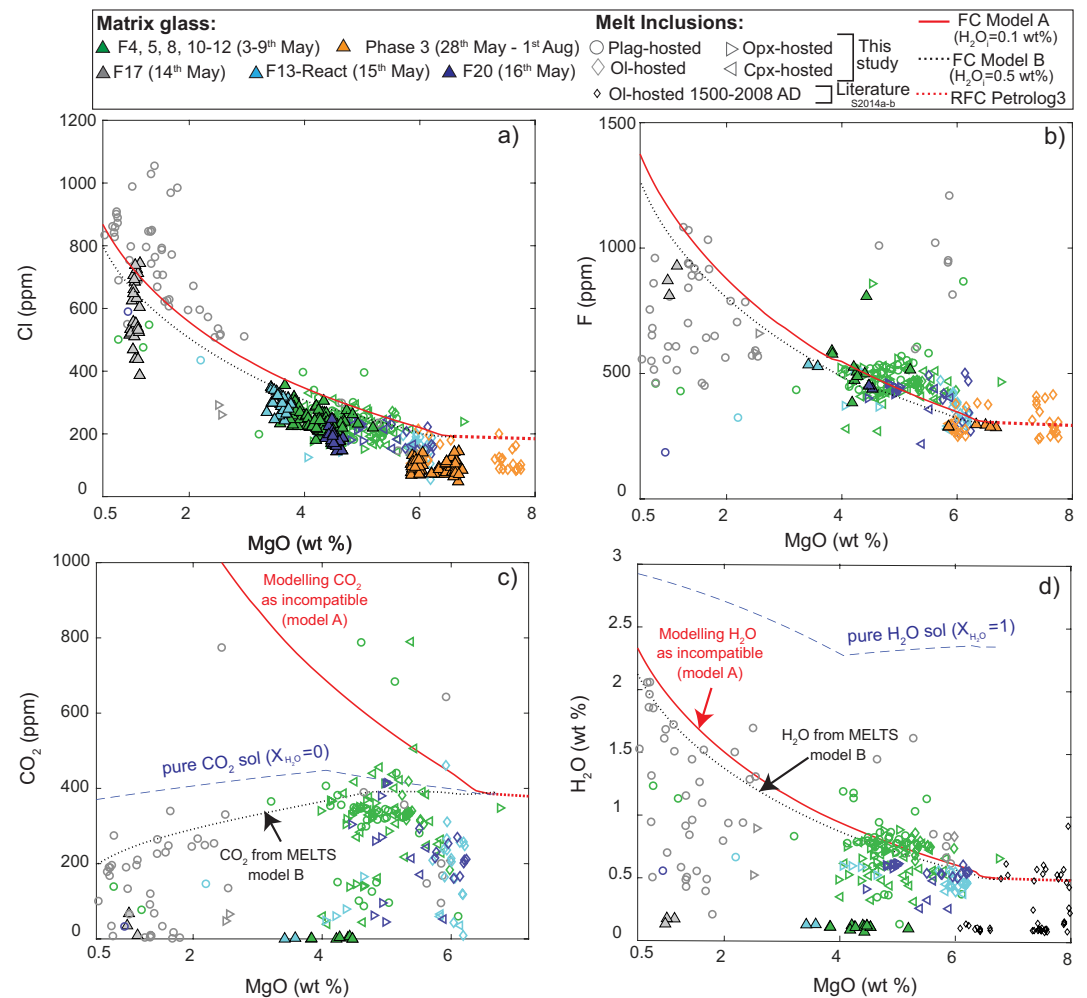 Matrix glass:
F4, 5, 8, 10-12 (3-9th May)
Phase 3 (28th May - 1st Aug)
F17 (14th May)
F13-React (15th May)
F20 (16th May)
Melt Inclusions:
Plag-hosted
Opx-hosted
Ol-hosted
Cpx-hosted
This
study
Ol-hosted 1500-2008 AD
Literature
S2014a-b
FC Model A
(H2Oi=0.1 wt%)
FC Model B
(H2Oi=0.5 wt%)
RFC Petrolog3
a)
1200
1000
800
600
400
200
0
Cl (ppm)
0.5
2
4
6
8
MgO (wt %)
b)
1500
1000
500
0
F (ppm)
0.5
2
4
6
8
MgO (wt %)
c)
1000
800
600
400
200
0
CO2 (ppm)
Modelling CO2
as incompatible
(model A)
pure CO2 sol (XH2O=0)
CO2 from MELTS
model B
0.5
2
4
6
MgO (wt %)
d)
3
2.5
2
1.5
1
0.5
0
H2O (wt %)
pure H2O sol (XH2O=1)
Modelling H2O
as incompatible
(model A)
H2O from MELTS
model B
0.5
2
4
6
8
MgO (wt %)